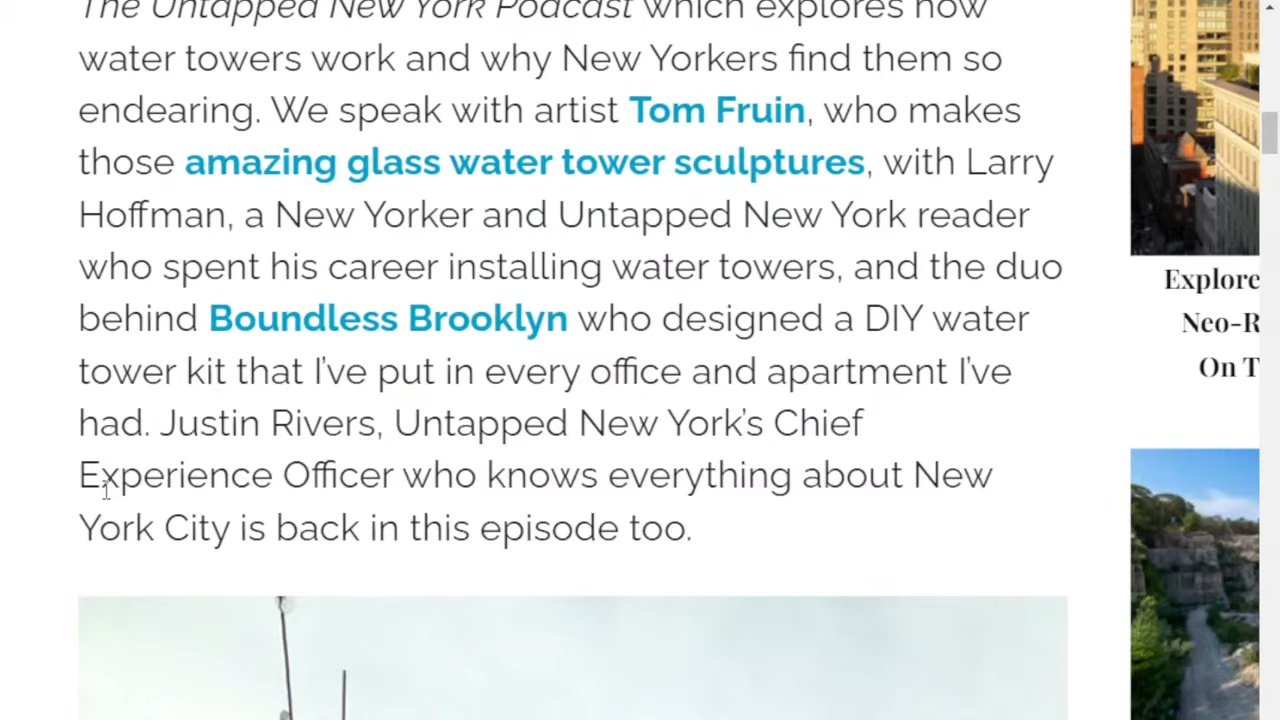 The Untapped New York Podcast which explores how
water towers work and why New Yorkers find them so
endearing. We speak with artist Tom Fruin, who makes
those amazing glass water tower sculptures, with Larry
Hoffman, a New Yorker and Untapped New York reader
who spent his career installing water towers, and the duo
behind Boundless Brooklyn who designed a DIY water
tower kit that I’ve put in every office and apartment I’ve
had. Justin Rivers, Untapped New York’s Chief
Experience Officer who knows everything about New
York City is back in this episode too.
Explore
Neo-R
On T